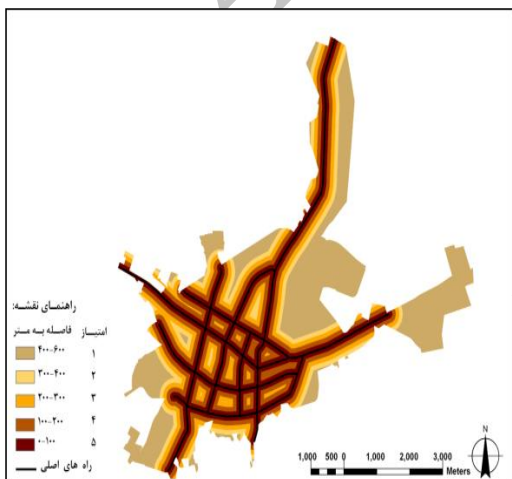 راهنمای نقشه:
امتیاز فاصله به متر
۱ ۴۰۰-۶۰۰
۲ ۳۰۰-۴۰۰
۳ ۲۰۰-۳۰۰
۴ ۱۰۰-۲۰۰
۵ ۰-۱۰۰
راه های اصلی
N
1,000 500 0 1,000 2,000 3,000
Meters